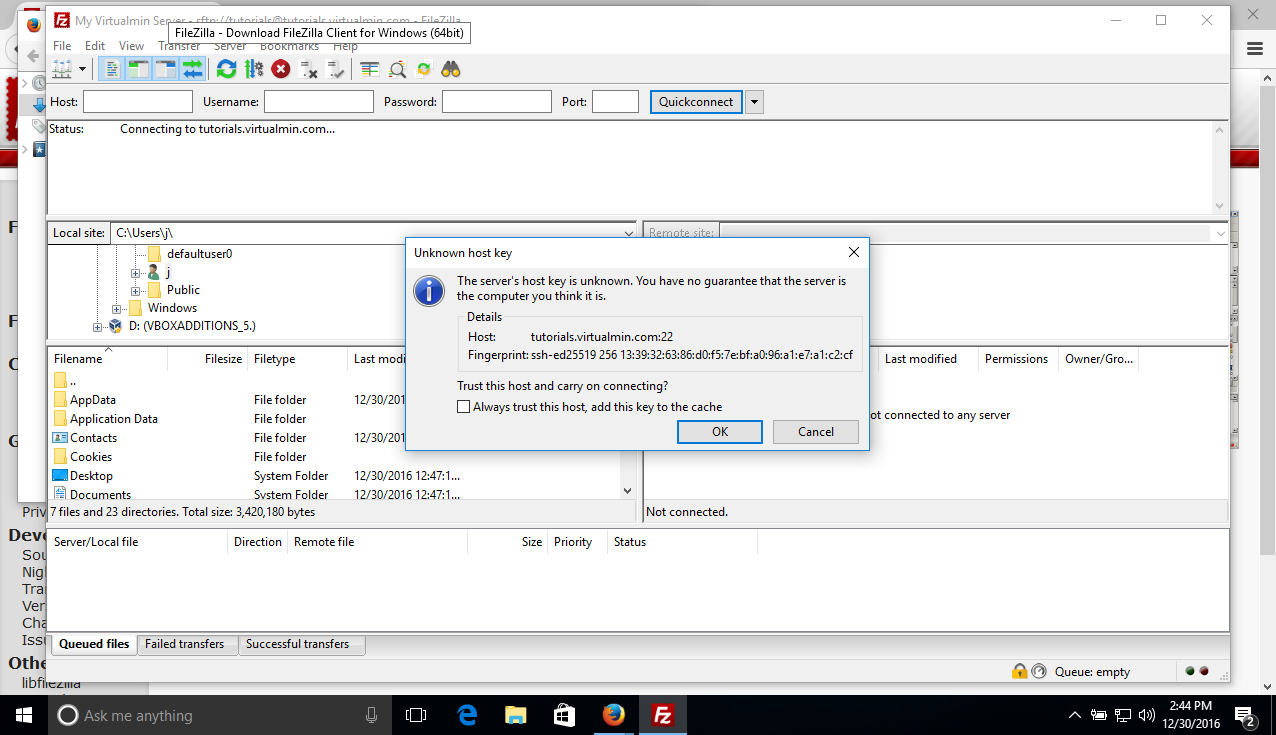 My Virtualmin Server - sftp://tutorials@tutorials.virtualmin.com - FileZilla
FileZilla - Download FileZilla Client for Windows (64bit)
File Edit View Transfer Server Bookmarks Help
Host: Username: Password: Port: Quickconnect
Status: Connecting to tutorials.virtualmin.com...
Local site: C:\Users\j\
Remote site:
defaultuser0
j
Public
Windows
D: (VBOXADDITIONS_5.)
Unknown host key
The server's host key is unknown. You have no guarantee that the server is
the computer you think it is.
Details
Host: tutorials.virtualmin.com:22
Fingerprint: ssh-ed25519 256 13:39:32:63:86:d0:f5:7e:bf:a0:96:a1:e7:a1:c2:cf
Trust this host and carry on connecting?
Always trust this host, add this key to the cache
OK Cancel
Filename Filesize Filetype Last modi
Last modified Permissions Owner/Gro...
..
AppData File folder 12/30/201
Application Data File folder
Contacts File folder 12/30/201
Cookies File folder
Desktop System Folder 12/30/2016 12:47:1...
Documents System Folder 12/30/2016 12:47:1...
ot connected to any server
7 files and 23 directories. Total size: 3,420,180 bytes
Not connected.
Server/Local file Direction Remote file Size Priority Status
Queued files Failed transfers Successful transfers
Queue: empty
F
F
C
G
Priv
Deve
Sou
Nig
Tra
Ver
Cha
Issu
Othe
libfilezilla
Ask me anything
2:44 PM
12/30/2016
2